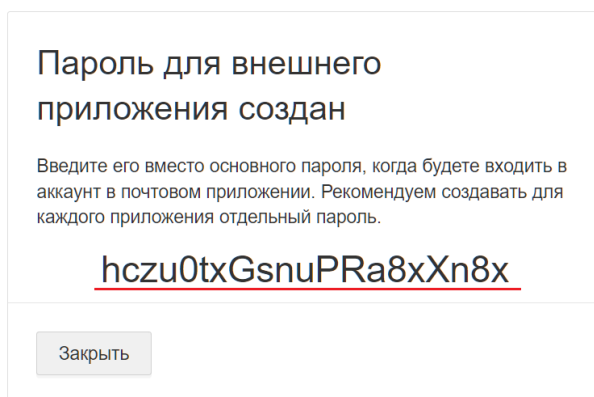 Пароль для внешнего
приложения создан
Введите его вместо основного пароля, когда будете входить в
аккаунт в почтовом приложении. Рекомендуем создавать для
каждого приложения отдельный пароль.
hczu0txGsnuPRa8xXn8x
Закрыть